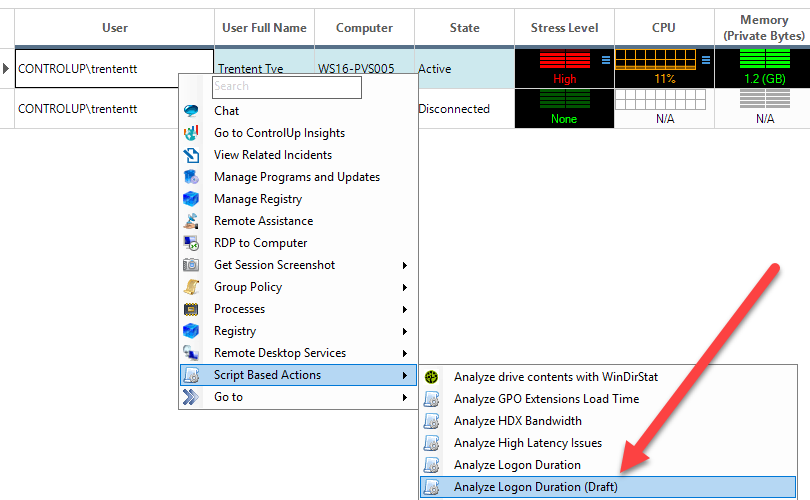 User User Full Name Computer State Stress Level CPU Memory
(Private Bytes)
CONTROLUP\trententt Trentent Tye WS16-PVS005 Active High 11% 1.2 (GB)
CONTROLUP\trententt Disconnected None N/A N/A
Search
Chat
Go to ControlUp Insights
View Related Incidents
Manage Programs and Updates
Manage Registry
Remote Assistance
RDP to Computer
Get Session Screenshot
Group Policy
Processes
Registry
Remote Desktop Services
Script Based Actions
Go to
Analyze drive contents with WinDirStat
Analyze GPO Extensions Load Time
Analyze HDX Bandwidth
Analyze High Latency Issues
Analyze Logon Duration
Analyze Logon Duration (Draft)